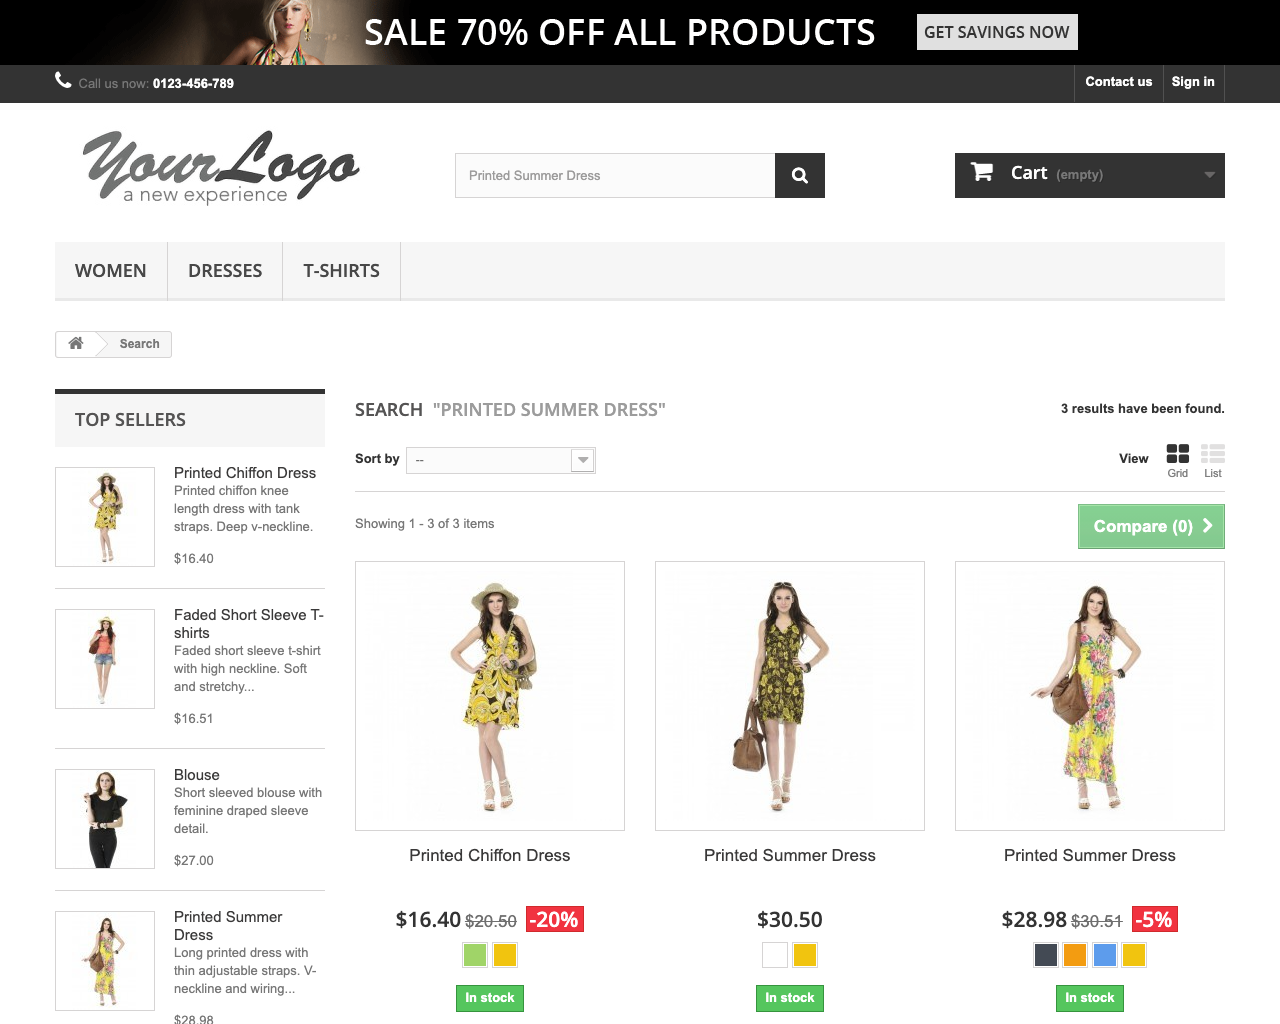 SALE 70% OFF ALL PRODUCTS
GET SAVINGS NOW
Call us now: 0123-456-789
Contact us
Sign in
YourLogo
a new experience
Printed Summer Dress
Cart (empty)
WOMEN
DRESSES
T-SHIRTS
Search
TOP SELLERS
Printed Chiffon Dress
Printed chiffon knee
length dress with tank
straps. Deep v-neckline.
$16.40
Faded Short Sleeve T-
shirts
Faded short sleeve t-shirt
with high neckline. Soft
and stretchy...
$16.51
Blouse
Short sleeved blouse with
feminine draped sleeve
detail.
$27.00
Printed Summer
Dress
Long printed dress with
thin adjustable straps. V-
neckline and wiring...
$28.98
SEARCH "PRINTED SUMMER DRESS"
3 results have been found.
Sort by
--
View
Grid
List
Showing 1 - 3 of 3 items
Compare (0)
Printed Chiffon Dress
$16.40 $20.50 -20%
In stock
Printed Summer Dress
$30.50
In stock
Printed Summer Dress
$28.98 $30.51 -5%
In stock